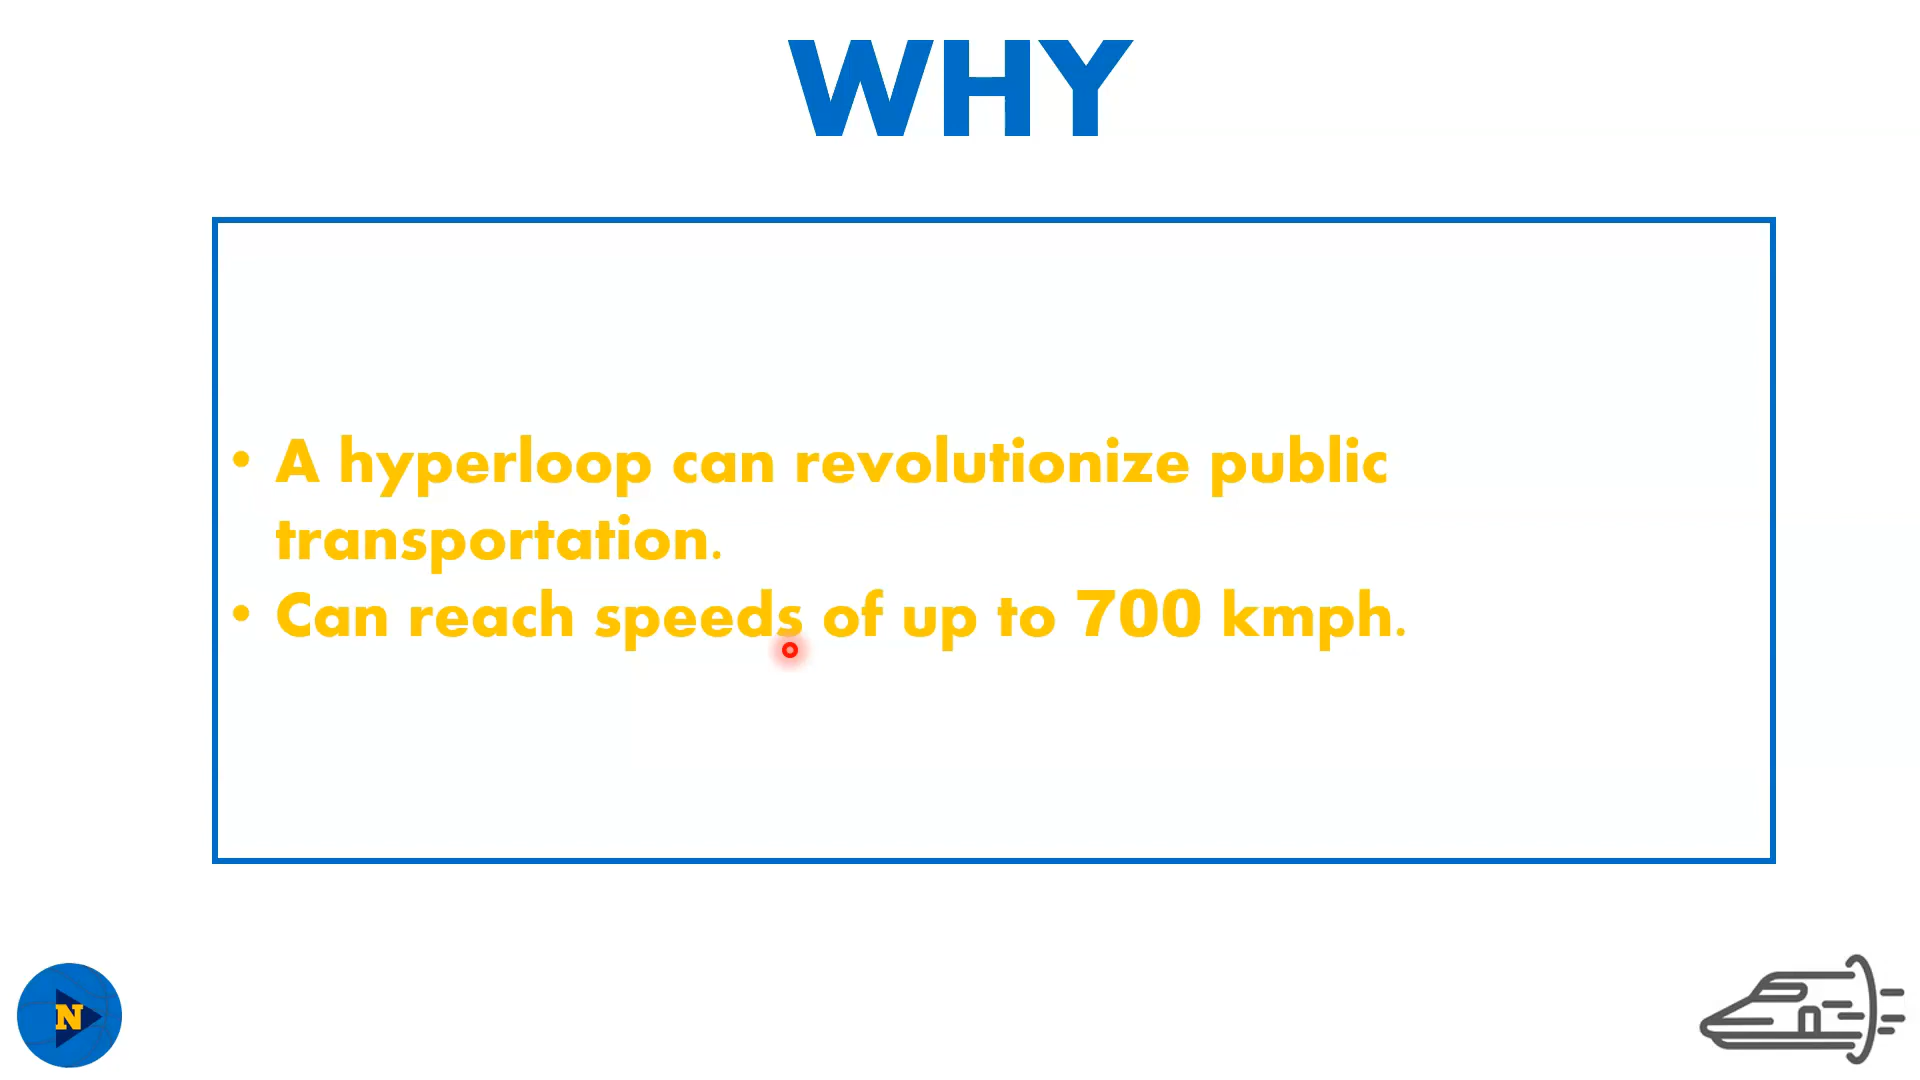 WHY
• A hyperloop can revolutionize public
transportation.
• Can reach speeds of up to 700 kmph.
N